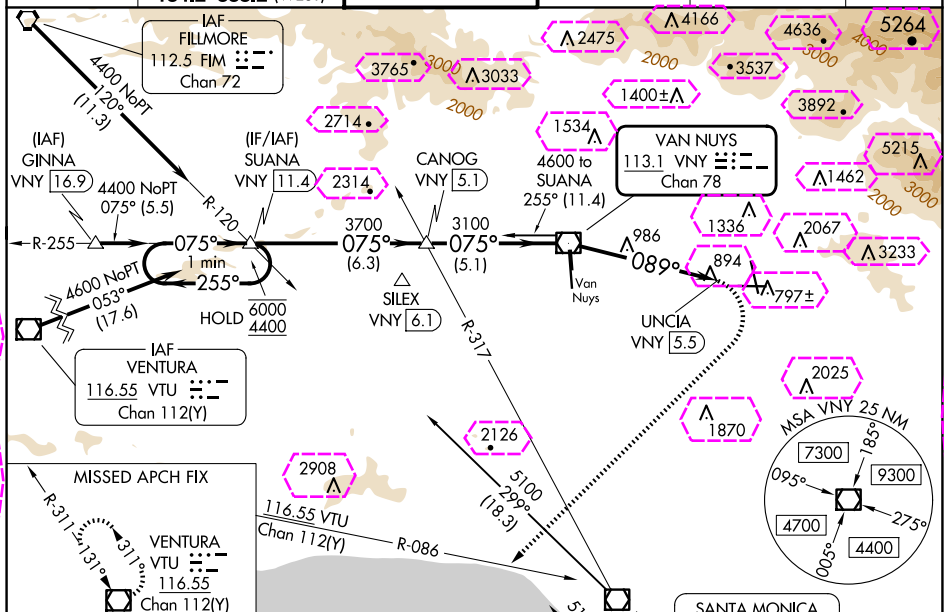 IAF
FILLMORE
112.5 FIM
Chan 72
4166
2475
4636
5264
4000
3000
2000
3765
3000
3033
2000
3537
1400±
3892
2714
1534
5215
3000
2000
4400 NoPT
120°
(11.3)
VAN NUYS
113.1 VNY
Chan 78
(IAF)
GINNA
VNY 16.9
(IF/IAF)
SUANA
VNY 11.4
2314
CANOG
VNY 5.1
4600 to
SUANA
255° (11.4)
1462
4400 NoPT
075° (5.5)
R-120
1336
2067
3233
R-255
075°
1 min
255°
3700
075°
(6.3)
3100
075°
(5.1)
986
089°
894
797±
Van
Nuys
4600 NoPT
053°
(17.6)
HOLD
6000
4400
SILEX
VNY 6.1
R-317
UNCIA
VNY 5.5
IAF
VENTURA
116.55 VTU
Chan 112(Y)
2025
1870
MSA VNY 25 NM
185°
7300
9300
095°
275°
4700
4400
005°
2126
5100
299°
(18.3)
2908
116.55 VTU
Chan 112(Y)
R-086
MISSED APCH FIX
R-311
131°
311°
VENTURA
VTU
116.55
Chan 112(Y)
SANTA MONICA